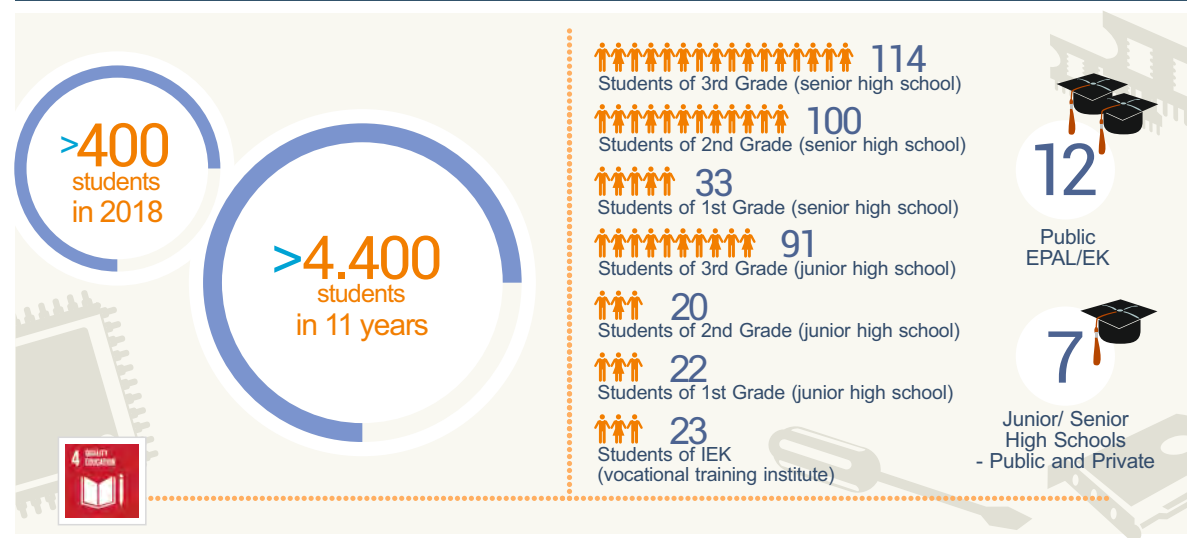 >400
students
in 2018
>4.400
students
in 11 years
4 QUALITY
EDUCATION
114
Students of 3rd Grade (senior high school)
100
Students of 2nd Grade (senior high school)
33
Students of 1st Grade (senior high school)
91
Students of 3rd Grade (junior high school)
20
Students of 2nd Grade (junior high school)
22
Students of 1st Grade (junior high school)
23
Students of IEK
(vocational training institute)
12
Public
EPAL/EK
7
Junior/ Senior
High Schools
- Public and Private